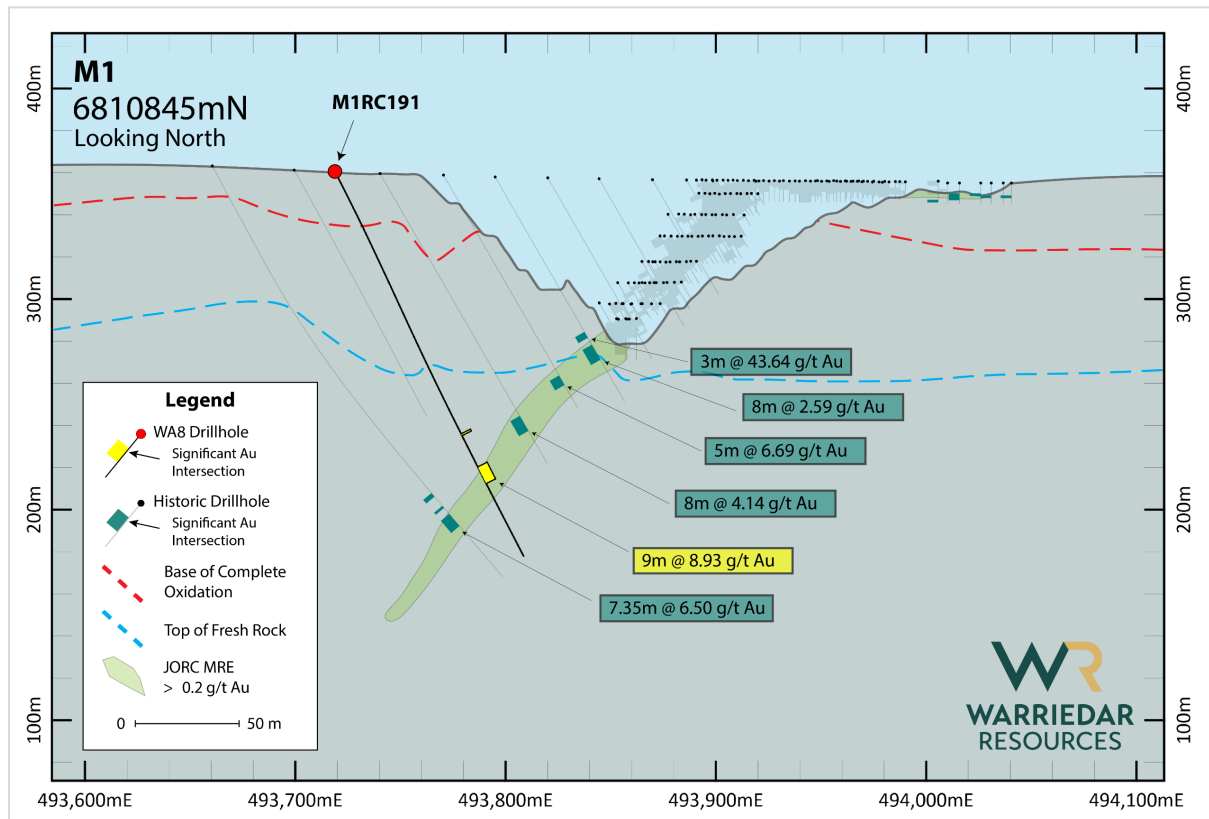 M1
6810845mN
Looking North
M1RC191
400m
300m
200m
100m
400m
300m
200m
100m
3m @ 43.64 g/t Au
8m @ 2.59 g/t Au
5m @ 6.69 g/t Au
8m @ 4.14 g/t Au
9m @ 8.93 g/t Au
7.35m @ 6.50 g/t Au
Legend
WA8 Drillhole
Significant Au
Intersection
Historic Drillhole
Significant Au
Intersection
Base of Complete
Oxidation
Top of Fresh Rock
JORC MRE
> 0.2 g/t Au
0 50 m
WR
WARRIEDAR
RESOURCES
493,600mE 493,700mE 493,800mE 493,900mE 494,000mE 494,100mE